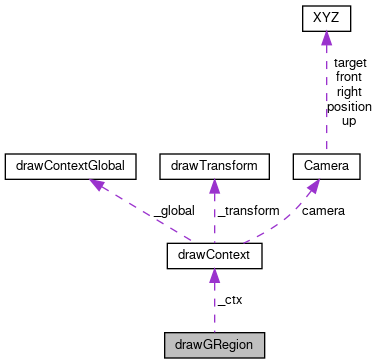 XYZ
target
front
right
position
up
drawContextGlobal
drawTransform
Camera
_global
_transform
camera
drawContext
_ctx
drawGRegion